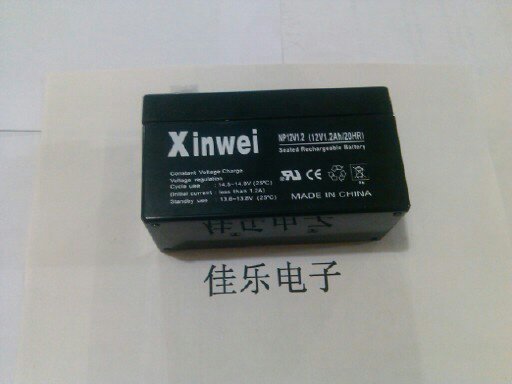 Xinwei
NP12V1.2 (12V1.2Ah/20HR)
Sealed Rechargeable Battery
Constant Voltage Charge
Voltage regulation
Cycle use : 14.5-14.9V (25°C)
(Initial current : less than 1.2A)
Standby use : 13.6-13.8V (25°C)
CE
MADE IN CHINA
佳乐电子